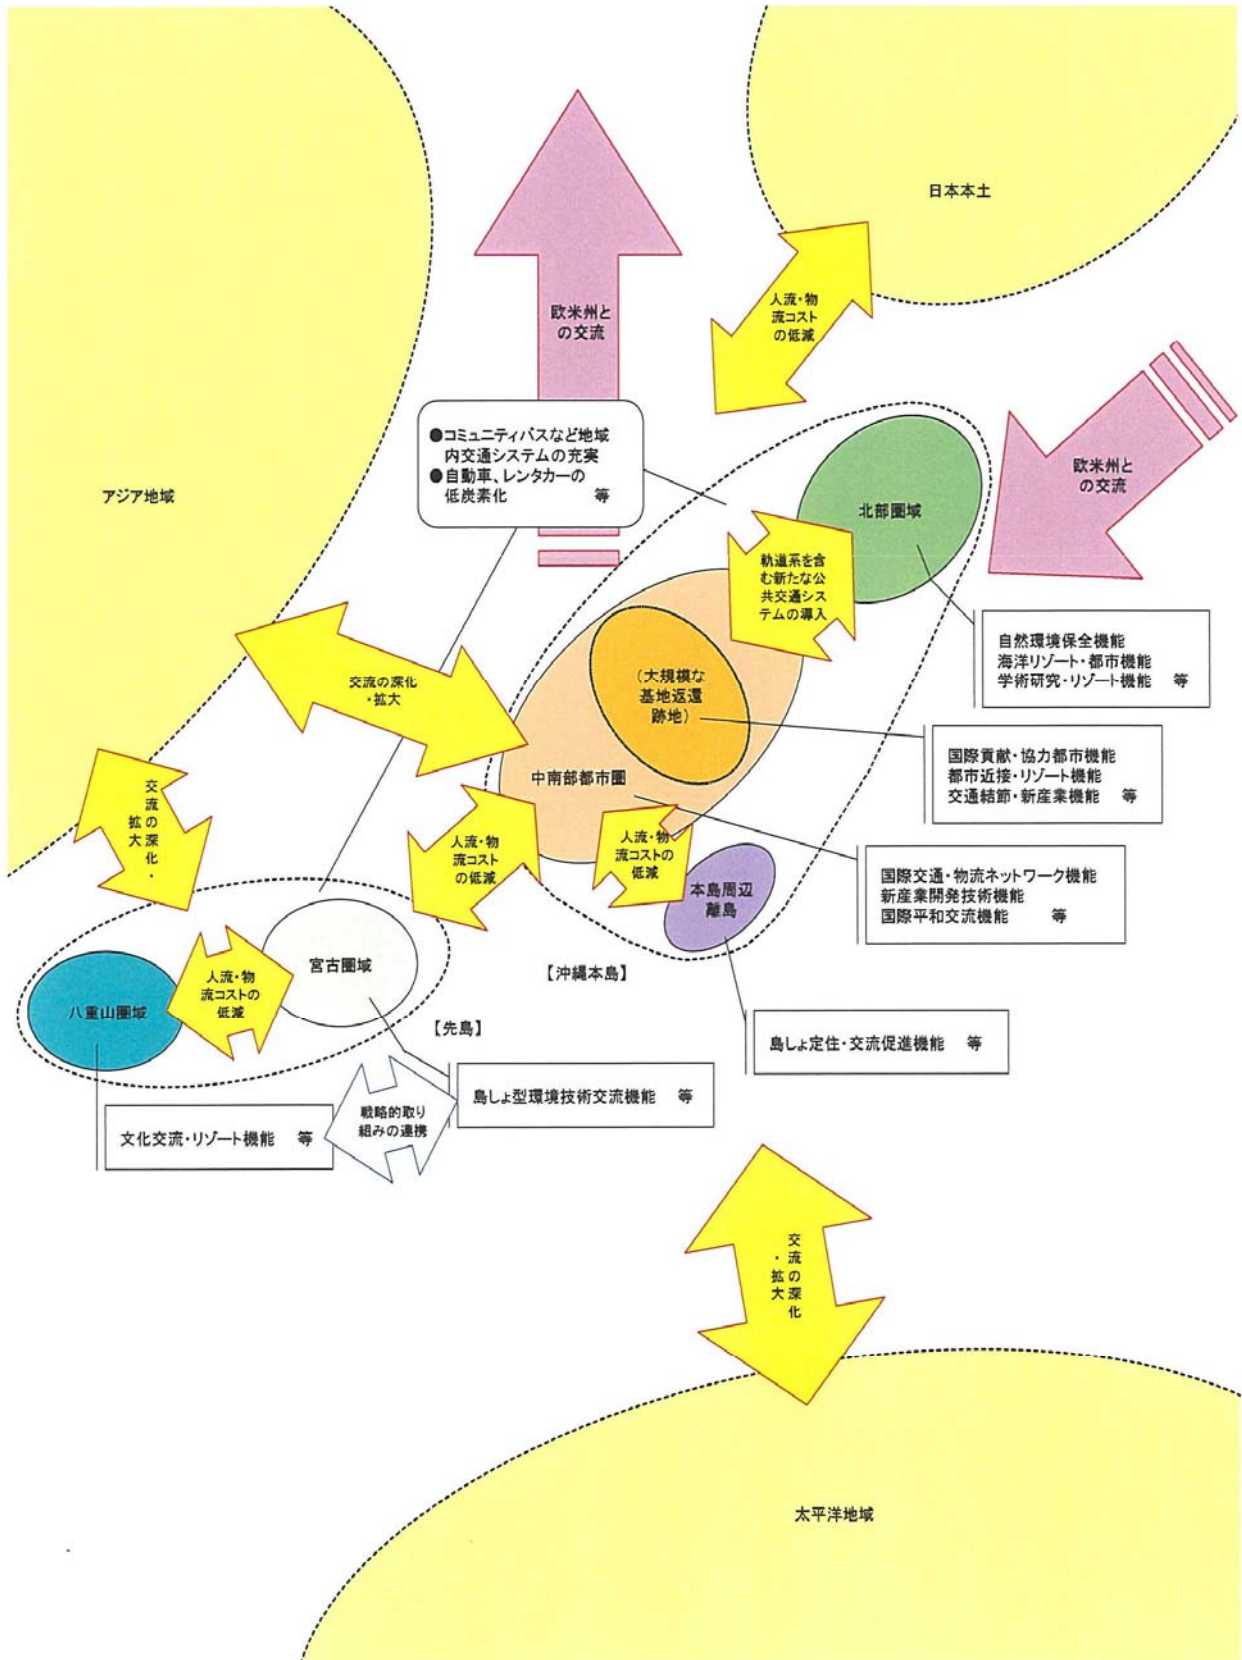 日本本土
人流・物
流コスト
の低減
欧米州と
の交流
●コミュニティバスなど地域
内交通システムの充実
●自動車、レンタカーの
低炭素化　等
アジア地域
欧米州と
の交流
北部圏域
軌道系を含
む新たな公
共交通シス
テムの導入
自然環境保全機能
海洋リゾート・都市機能
学術研究・リゾート機能　等
(大規模な
基地返還
跡地)
交流の深化
・拡大
国際貢献・協力都市機能
都市近接・リゾート機能
交通結節・新産業機能　等
中南部都市圏
交流の深化・
拡大
人流・物
流コスト
の低減
人流・物
流コストの
低減
本島周辺
離島
国際交通・物流ネットワーク機能
新産業開発技術機能
国際平和交流機能　等
宮古圏域
人流・物
流コストの
低減
八重山圏域
【沖縄本島】
【先島】
島しょ定住・交流促進機能　等
島しょ型環境技術交流機能　等
戦略的取り
組みの連携
文化交流・リゾート機能　等
交流の深化
・拡大
太平洋地域